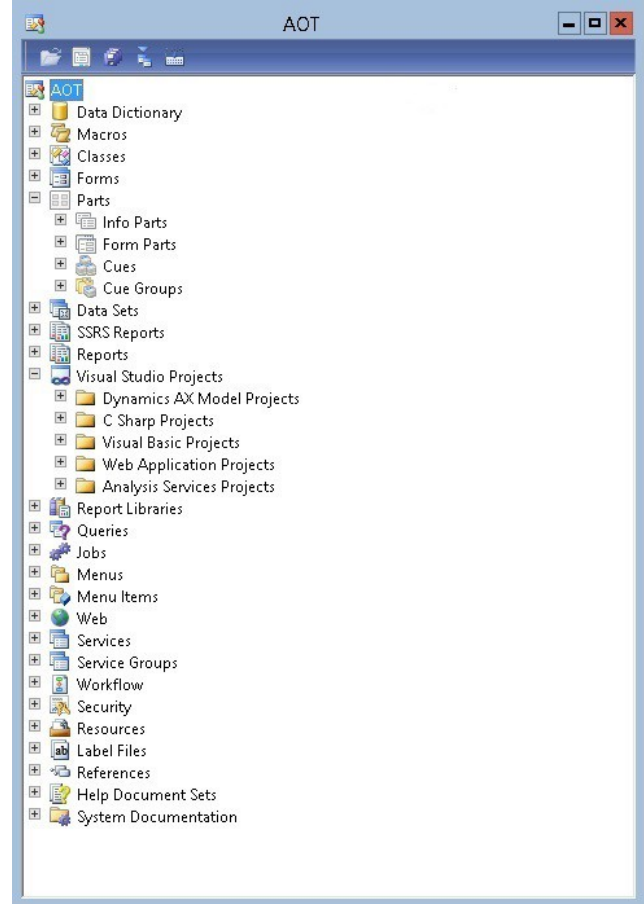 AOT
AOT
Data Dictionary
Macros
Classes
Forms
Parts
Info Parts
Form Parts
Cues
Cue Groups
Data Sets
SSRS Reports
Reports
Visual Studio Projects
Dynamics AX Model Projects
C Sharp Projects
Visual Basic Projects
Web Application Projects
Analysis Services Projects
Report Libraries
Queries
Jobs
Menus
Menu Items
Web
Services
Service Groups
Workflow
Security
Resources
Label Files
References
Help Document Sets
System Documentation